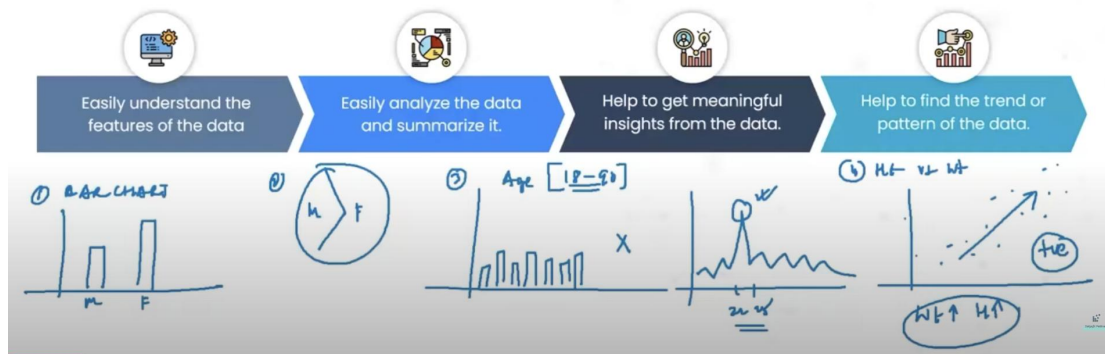 Easily understand the
features of the data
Easily analyze the data
and summarize it.
Help to get meaningful
insights from the data.
Help to find the trend or
pattern of the data.
① BAR CHART
M F
②
M F
③ Age [18-90]
X
22 25
④ Ht vs Wt
+ve
Wt↑ Ht↑